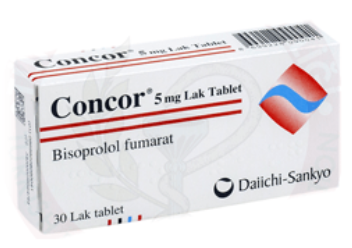 Concor® 5 mg Lak Tablet
Concor® 5 mg Lak Tablet
Bisoprolol fumarat
Daiichi-Sankyo
30 Lak tablet